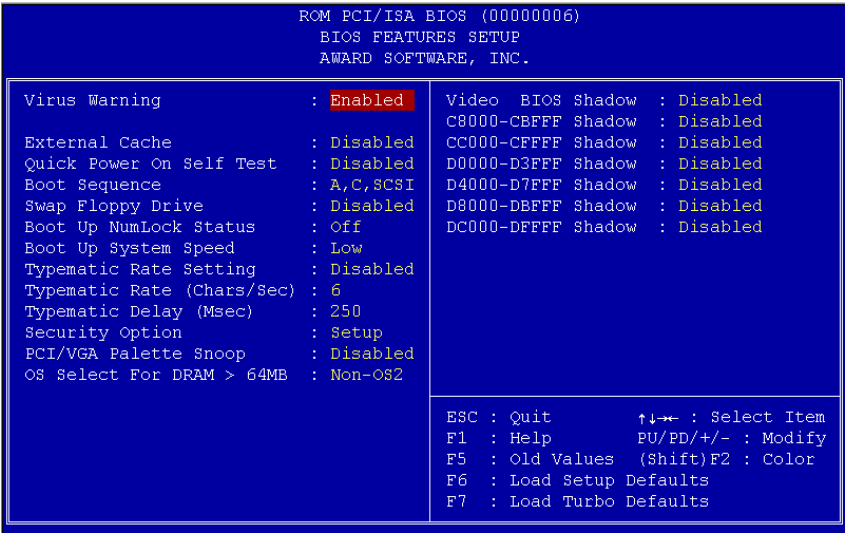 ROM PCI/ISA BIOS (00000006)
BIOS FEATURES SETUP
AWARD SOFTWARE, INC.
Virus Warning : Enabled
External Cache : Disabled
Quick Power On Self Test : Disabled
Boot Sequence : A,C,SCSI
Swap Floppy Drive : Disabled
Boot Up NumLock Status : Off
Boot Up System Speed : Low
Typematic Rate Setting : Disabled
Typematic Rate (Chars/Sec) : 6
Typematic Delay (Msec) : 250
Security Option : Setup
PCI/VGA Palette Snoop : Disabled
OS Select For DRAM > 64MB : Non-OS2
Video BIOS Shadow : Disabled
C8000-CBFFF Shadow : Disabled
CC000-CFFFF Shadow : Disabled
D0000-D3FFF Shadow : Disabled
D4000-D7FFF Shadow : Disabled
D8000-DBFFF Shadow : Disabled
DC000-DFFFF Shadow : Disabled
ESC : Quit ↑↓→← : Select Item
F1 : Help PU/PD/+/- : Modify
F5 : Old Values (Shift)F2 : Color
F6 : Load Setup Defaults
F7 : Load Turbo Defaults